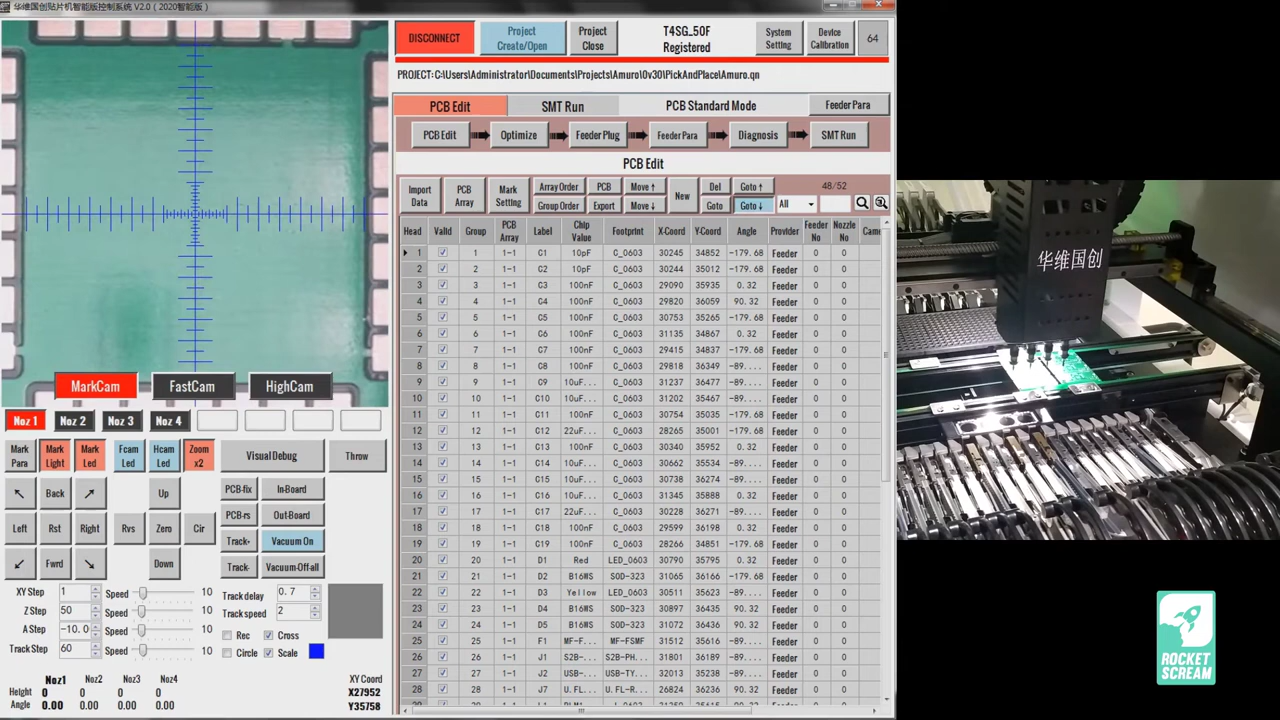 华维国创贴片机智能版控制系统 V2.0（2020智能版）
DISCONNECT
Project Create/Open
Project Close
T4SG_50F
Registered
System Setting
Device Calibration
64
PROJECT:C:\Users\Administrator\Documents\Projects\Amuro\0v30\PickAndPlace\Amuro.qn
PCB Edit SMT Run PCB Standard Mode Feeder Para
PCB Edit Optimize Feeder Plug Feeder Para Diagnosis SMT Run
PCB Edit
Import Data PCB Array Mark Setting Array Order PCB Move↑ New Del Goto↑ 48/52
Group Order Export Move↓ Goto Goto↓ All
Head Valid Group PCB Array Label Chip Value Footprint X-Coord Y-Coord Angle Provider Feeder No Nozzle No Came
1 1 1-1 C1 10pF C_0603 30245 34852 -179.68 Feeder 0 0
2 2 1-1 C2 10pF C_0603 30244 35012 -179.68 Feeder 0 0
3 3 1-1 C3 100nF C_0603 29090 35935 0.32 Feeder 0 0
4 4 1-1 C4 100nF C_0603 29820 36059 90.32 Feeder 0 0
5 5 1-1 C5 100nF C_0603 30753 35265 -179.68 Feeder 0 0
6 6 1-1 C6 100nF C_0603 31135 34867 0.32 Feeder 0 0
7 7 1-1 C7 100nF C_0603 29415 34837 -179.68 Feeder 0 0
8 8 1-1 C8 100nF C_0603 29818 36349 -89.... Feeder 0 0
9 9 1-1 C9 10uF... C_0603 31237 36477 -89.... Feeder 0 0
10 10 1-1 C10 10uF... C_0603 31202 36467 -89.... Feeder 0 0
11 11 1-1 C11 100nF C_0603 30754 35035 -179.68 Feeder 0 0
12 12 1-1 C12 22uF... C_0603 28265 35001 -89.... Feeder 0 0
13 13 1-1 C13 100nF C_0603 30340 35952 0.32 Feeder 0 0
14 14 1-1 C14 10uF... C_0603 30662 35534 -89.... Feeder 0 0
15 15 1-1 C15 10uF... C_0603 30738 36274 -89.... Feeder 0 0
16 16 1-1 C16 10uF... C_0603 31345 35888 0.32 Feeder 0 0
17 17 1-1 C17 22uF... C_0603 30228 36271 -89.... Feeder 0 0
18 18 1-1 C18 100nF C_0603 29599 36198 0.32 Feeder 0 0
19 19 1-1 C19 100nF C_0603 28266 34851 -179.68 Feeder 0 0
20 20 1-1 D1 Red LED_0603 30790 35795 0.32 Feeder 0 0
21 21 1-1 D2 B16WS SOD-323 31065 36166 -179.68 Feeder 0 0
22 22 1-1 D3 Yellow LED_0603 30511 35623 0.32 Feeder 0 0
23 23 1-1 D4 B16WS SOD-323 30897 36435 90.32 Feeder 0 0
24 24 1-1 D5 B16WS SOD-323 31072 36436 90.32 Feeder 0 0
25 25 1-1 F1 MF-F... MF-FSMF 31512 35616 -89.... Feeder 0 0
26 26 1-1 J1 S2B-... S2B-PH... 31801 36189 -89.... Feeder 0 0
27 27 1-1 J2 USB-... USB-TY... 32013 35238 -89.... Feeder 0 0
28 28 1-1 J7 U.FL... U.FL-R... 26824 36236 90.32 Feeder 0 0
MarkCam FastCam HighCam
Noz 1 Noz 2 Noz 3 Noz 4
Mark Para Mark Light Mark Led Fcam Led Hcam Led Zoom x2 Visual Debug Throw
↖ Back ↗ Up PCB-fix In-Board
Left Rst Right Rvs Zero Cir PCB-rs Out-Board
Track+ Vacuum On
↙ Fwrd ↘ Down Track- Vacuum-Off-all
XY Step 1 Speed 10 Track delay 0.7
Z Step 50 Speed 10 Track speed 2
A Step -10.0 Speed 10 Rec Cross
Track Step 60 Speed 10 Circle Scale
Noz1 Noz2 Noz3 Noz4 XY Coord
Height 0 0 0 0 X27952
Angle 0.00 0.00 0.00 0.00 Y35758
华维国创
ROCKET
SCREAM